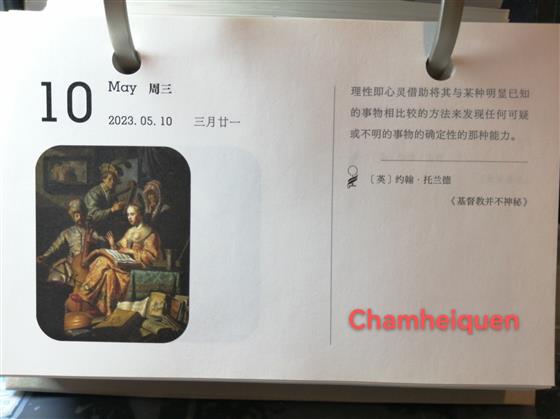 10
May 周三
2023.05.10 三月廿一
理性即心灵借助将其与某种明显已知
的事物相比较的方法来发现任何可疑
或不明的事物的确定性的那种能力。
〔英〕约翰·托兰德
《基督教并不神秘》
Chamheiquen